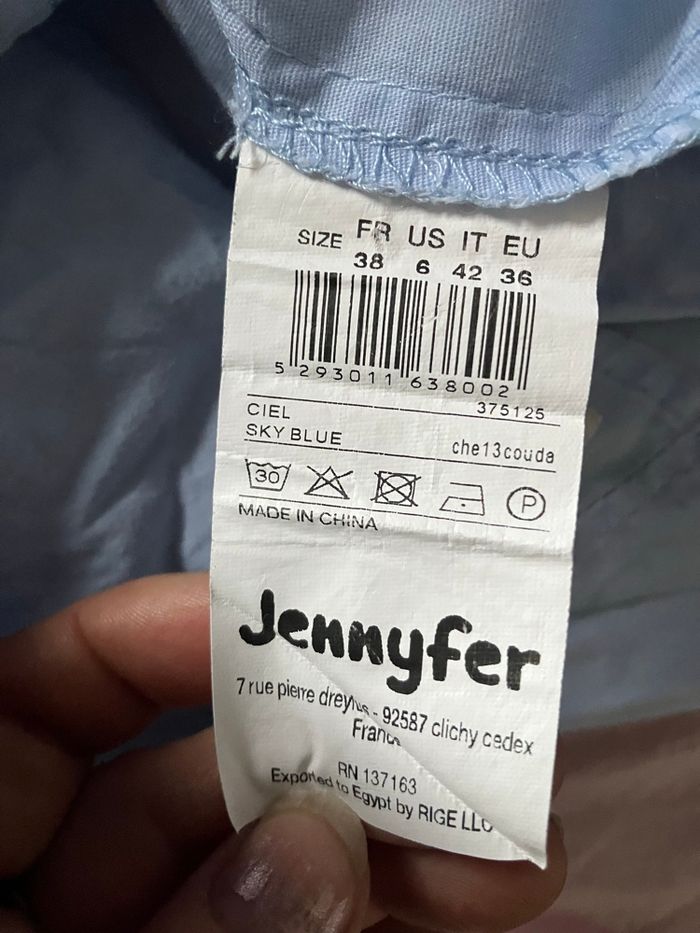 SIZE FR US IT EU
38 6 42 36
5 293011 638002
375125
CIEL
SKY BLUE
che13couda
30
P
MADE IN CHINA
Jennyfer
7 rue pierre dreyfus - 92587 clichy cedex
France
RN 137163
Exported to Egypt by RIGE LLC